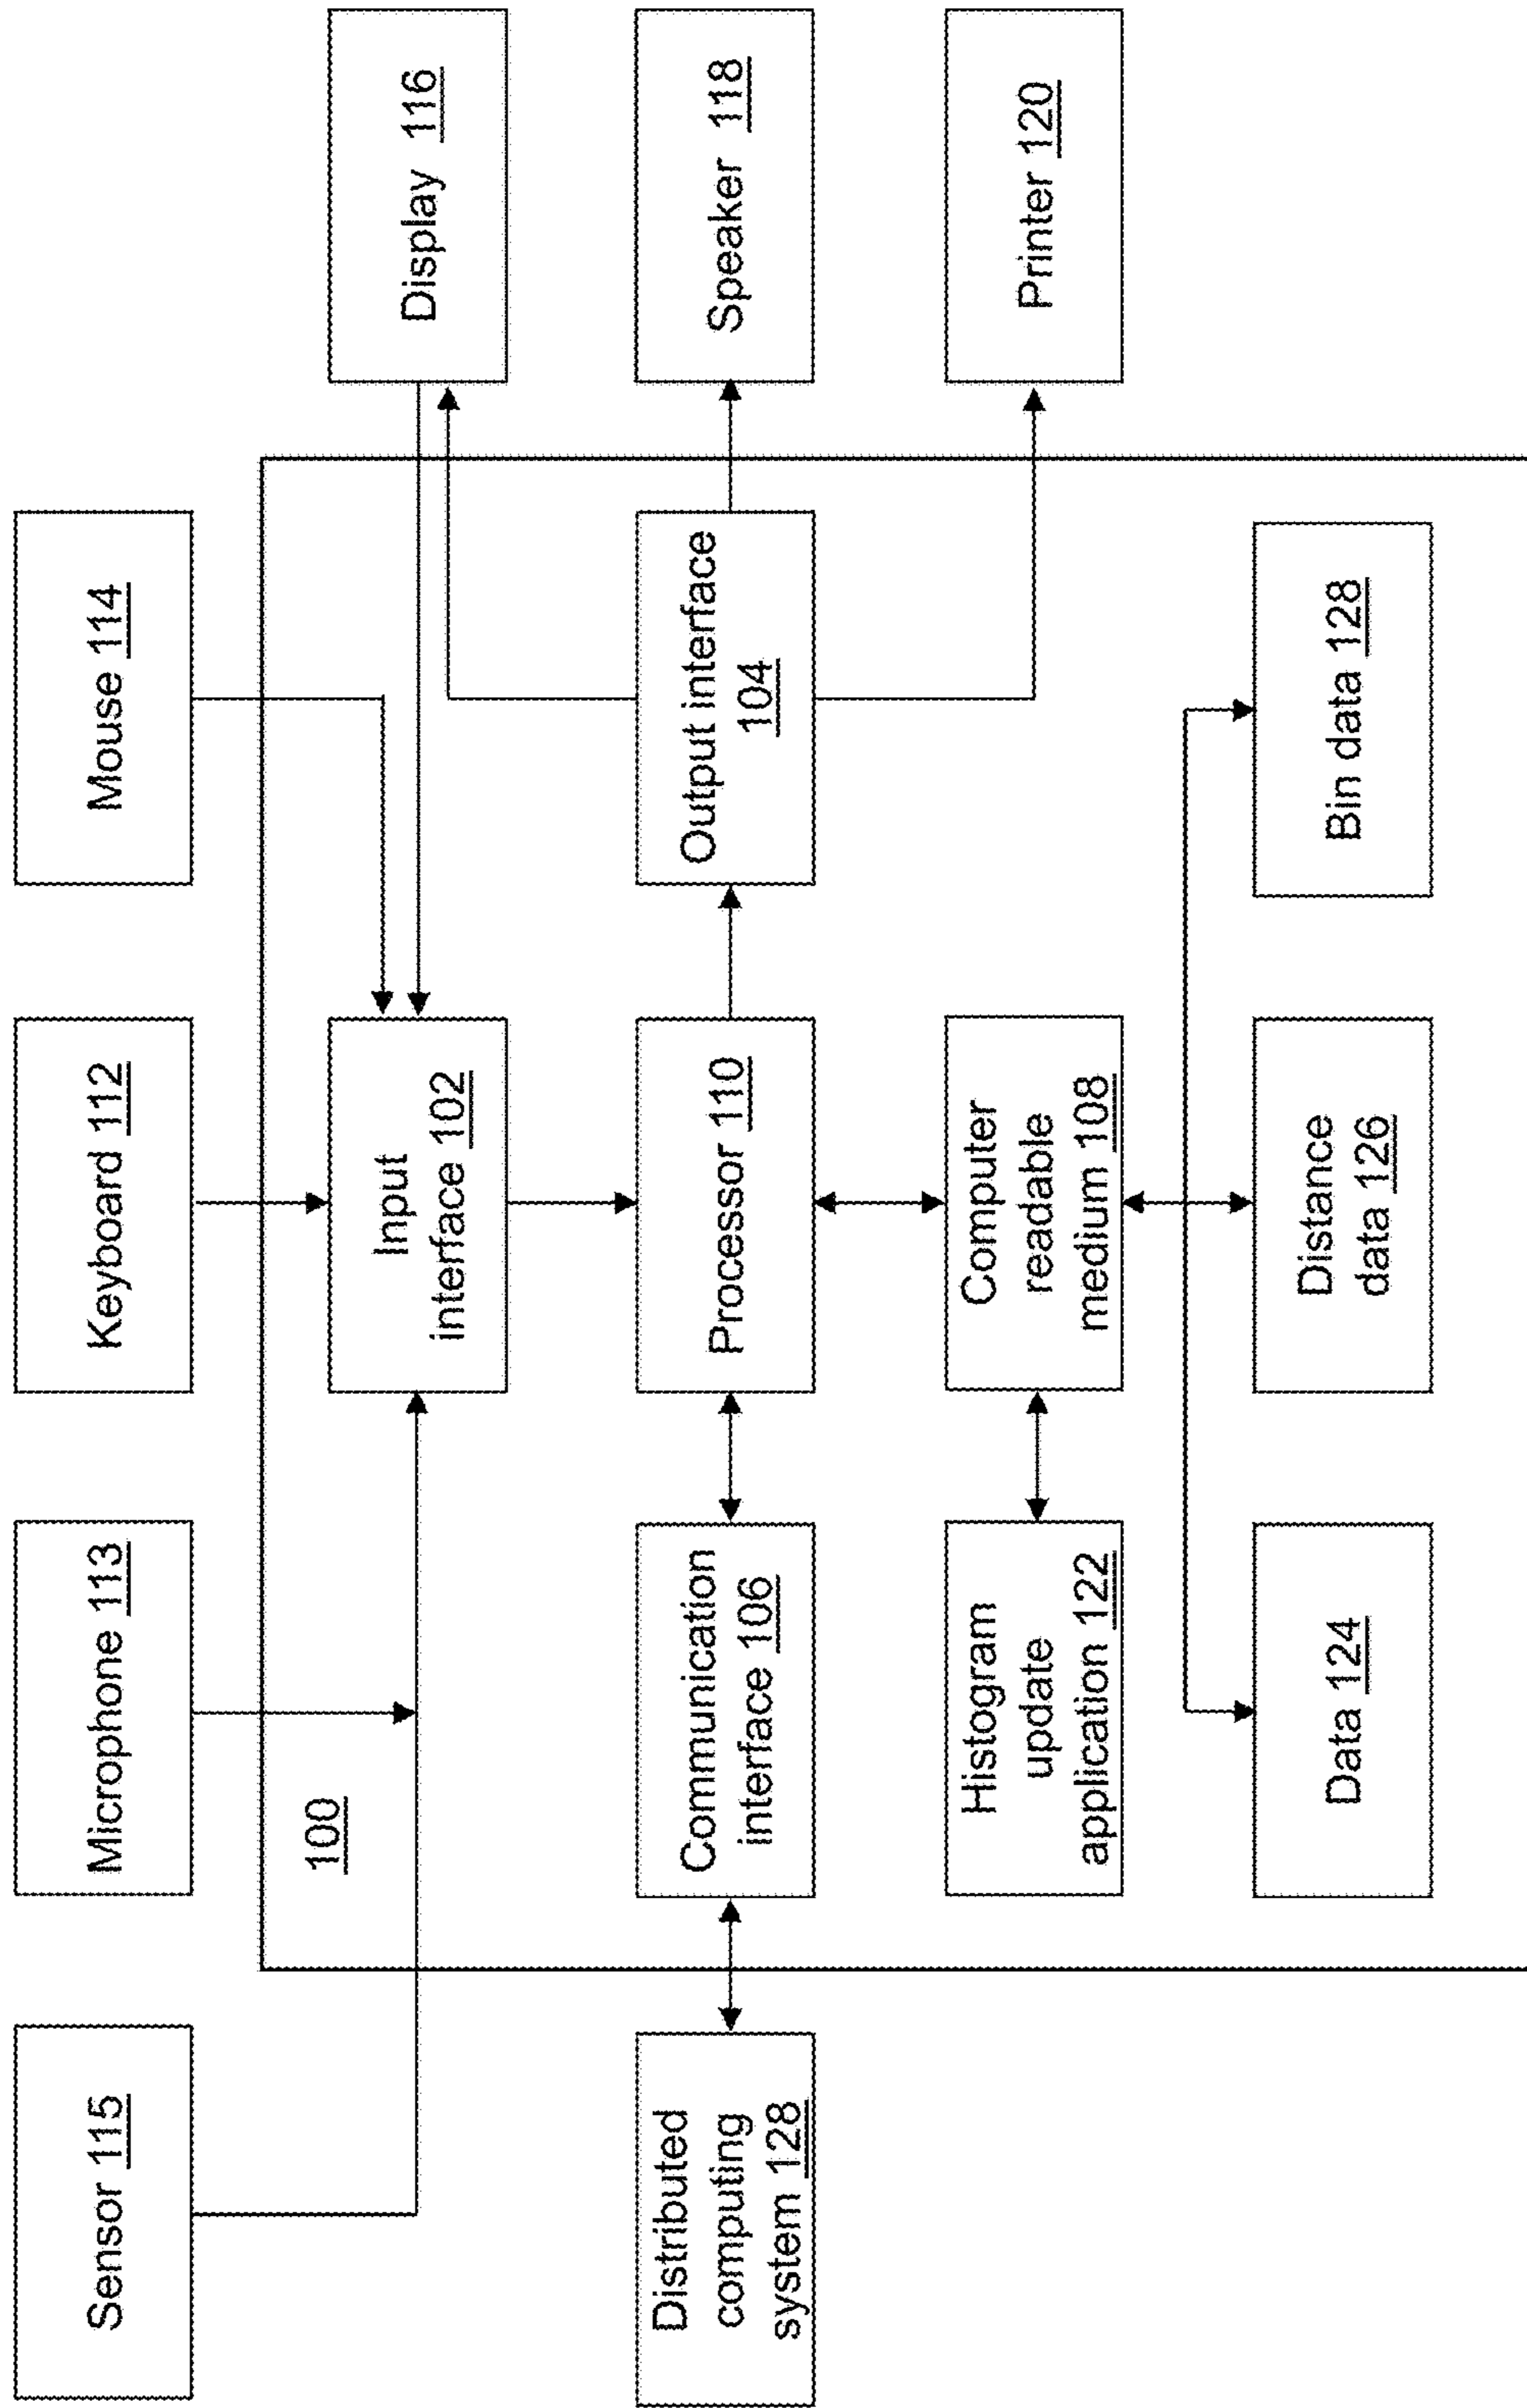 Sensor 115
Microphone 113
Keyboard 112
Mouse 114
100
Input
interface 102
Display 116
Distributed
computing
system 128
Communication
interface 106
Processor 110
Output interface
104
Speaker 118
Histogram
update
application 122
Computer
readable
medium 108
Printer 120
Data 124
Distance
data 126
Bin data 128